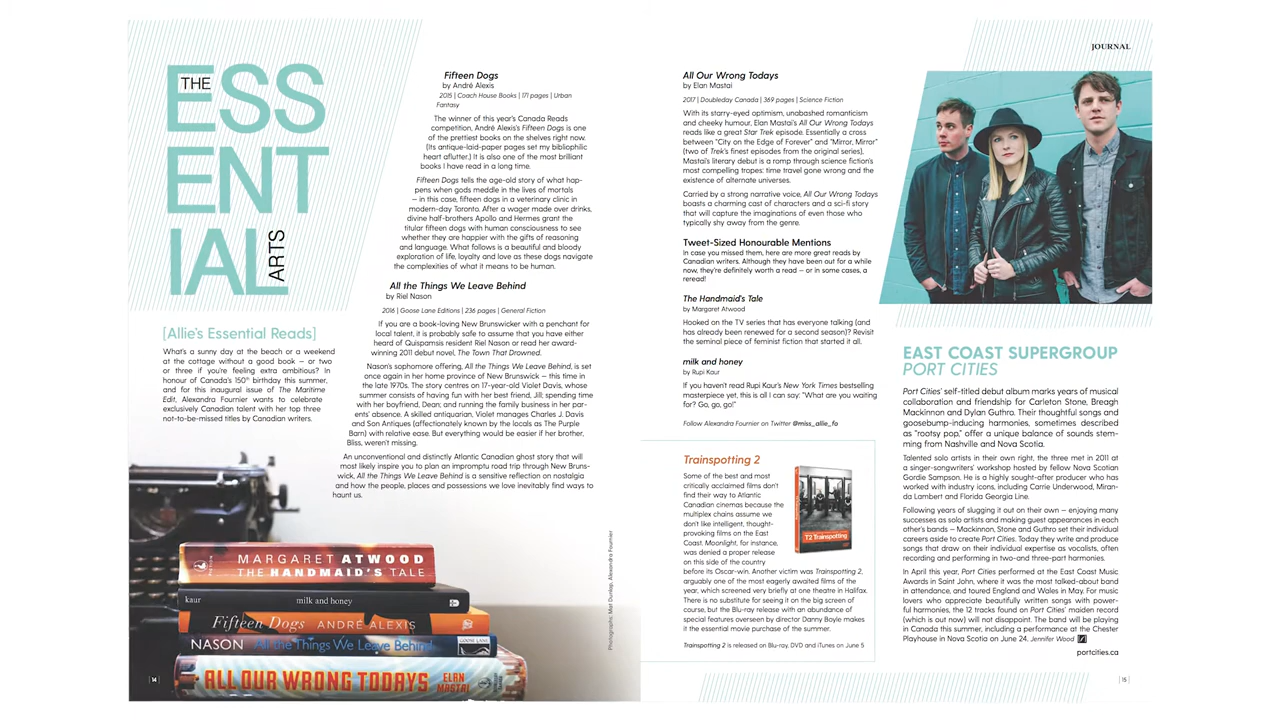 THE
ESS
ENT
IAL
ARTS
[Allie's Essential Reads]
What's a sunny day at the beach or a weekend
at the cottage without a good book – or two
or three if you're feeling extra ambitious? In
honour of Canada's 150th birthday this summer,
and for this inaugural issue of The Maritime
Edit, Alexandra Fournier wants to celebrate
exclusively Canadian talent with her top three
not-to-be-missed titles by Canadian writers.
Fifteen Dogs
by André Alexis
2015 | Coach House Books | 171 pages | Urban
Fantasy
The winner of this year's Canada Reads
competition, André Alexis's Fifteen Dogs is one
of the prettiest books on the shelves right now.
(Its antique-laid-paper pages set my bibliophilic
heart aflutter.) It is also one of the most brilliant
books I have read in a long time.
Fifteen Dogs tells the age-old story of what hap-
pens when gods meddle in the lives of mortals
– in this case, fifteen dogs in a veterinary clinic in
modern-day Toronto. After a wager made over drinks,
divine half-brothers Apollo and Hermes grant the
titular fifteen dogs with human consciousness to see
whether they are happier with the gifts of reasoning
and language. What follows is a beautiful and bloody
exploration of life, loyalty and love as these dogs navigate
the complexities of what it means to be human.
All the Things We Leave Behind
by Riel Nason
2016 | Goose Lane Editions | 236 pages | General Fiction
If you are a book-loving New Brunswicker with a penchant for
local talent, it is probably safe to assume that you have either
heard of Quispamsis resident Riel Nason or read her award-
winning 2011 debut novel, The Town That Drowned.
Nason's sophomore offering, All the Things We Leave Behind, is set
once again in her home province of New Brunswick – this time in
the late 1970s. The story centres on 17-year-old Violet Davis, whose
summer consists of having fun with her best friend, Jill; spending time
with her boyfriend, Dean; and running the family business in her par-
ents' absence. A skilled antiquarian, Violet manages Charles J. Davis
and Son Antiques (affectionately known by the locals as The Purple
Barn) with relative ease. But everything would be easier if her brother,
Bliss, weren't missing.
An unconventional and distinctly Atlantic Canadian ghost story that will
most likely inspire you to plan an impromptu road trip through New Bruns-
wick, All the Things We Leave Behind is a sensitive reflection on nostalgia
and how the people, places and possessions we love inevitably find ways to
haunt us.
Photographs: Mat Dunlap, Alexandra Fournier
MARGARET ATWOOD
THE HANDMAID'S TALE
kaur milk and honey
Fifteen Dogs ANDRÉ ALEXIS
NASON All the Things We Leave Behind GOOSE LANE
ALL OUR WRONG TODAYS ELAN
MASTAI
14
JOURNAL
All Our Wrong Todays
by Elan Mastai
2017 | Doubleday Canada | 369 pages | Science Fiction
With its starry-eyed optimism, unabashed romanticism
and cheeky humour, Elan Mastai's All Our Wrong Todays
reads like a great Star Trek episode. Essentially a cross
between "City on the Edge of Forever" and "Mirror, Mirror"
(two of Trek's finest episodes from the original series),
Mastai's literary debut is a romp through science fiction's
most compelling tropes: time travel gone wrong and the
existence of alternate universes.
Carried by a strong narrative voice, All Our Wrong Todays
boasts a charming cast of characters and a sci-fi story
that will capture the imaginations of even those who
typically shy away from the genre.
Tweet-Sized Honourable Mentions
In case you missed them, here are more great reads by
Canadian writers. Although they have been out for a while
now, they're definitely worth a read – or in some cases, a
reread!
The Handmaid's Tale
by Margaret Atwood
Hooked on the TV series that has everyone talking (and
has already been renewed for a second season)? Revisit
the seminal piece of feminist fiction that started it all.
milk and honey
by Rupi Kaur
If you haven't read Rupi Kaur's New York Times bestselling
masterpiece yet, this is all I can say: "What are you waiting
for? Go, go, go!"
Follow Alexandra Fournier on Twitter @miss_allie_fo
Trainspotting 2
Some of the best and most
critically acclaimed films don't
find their way to Atlantic
Canadian cinemas because the
multiplex chains assume we
don't like intelligent, thought-
provoking films on the East
Coast. Moonlight, for instance,
was denied a proper release
on this side of the country
before its Oscar-win. Another victim was Trainspotting 2,
arguably one of the most eagerly awaited films of the
year, which screened very briefly at one theatre in Halifax.
There is no substitute for seeing it on the big screen of
course, but the Blu-ray release with an abundance of
special features overseen by director Danny Boyle makes
it the essential movie purchase of the summer.
Trainspotting 2 is released on Blu-ray, DVD and iTunes on June 5
T2 Trainspotting
EAST COAST SUPERGROUP
PORT CITIES
Port Cities' self-titled debut album marks years of musical
collaboration and friendship for Carleton Stone, Breagh
Mackinnon and Dylan Guthro. Their thoughtful songs and
goosebump-inducing harmonies, sometimes described
as "rootsy pop," offer a unique balance of sounds stem-
ming from Nashville and Nova Scotia.
Talented solo artists in their own right, the three met in 2011 at
a singer-songwriters' workshop hosted by fellow Nova Scotian
Gordie Sampson. He is a highly sought-after producer who has
worked with industry icons, including Carrie Underwood, Miran-
da Lambert and Florida Georgia Line.
Following years of slugging it out on their own – enjoying many
successes as solo artists and making guest appearances in each
other's bands – Mackinnon, Stone and Guthro set their individual
careers aside to create Port Cities. Today they write and produce
songs that draw on their individual expertise as vocalists, often
recording and performing in two-and three-part harmonies.
In April this year, Port Cities performed at the East Coast Music
Awards in Saint John, where it was the most talked-about band
in attendance, and toured England and Wales in May. For music
lovers who appreciate beautifully written songs with power-
ful harmonies, the 12 tracks found on Port Cities' maiden record
(which is out now) will not disappoint. The band will be playing
in Canada this summer, including a performance at the Chester
Playhouse in Nova Scotia on June 24. Jennifer Wood
portcities.ca
15